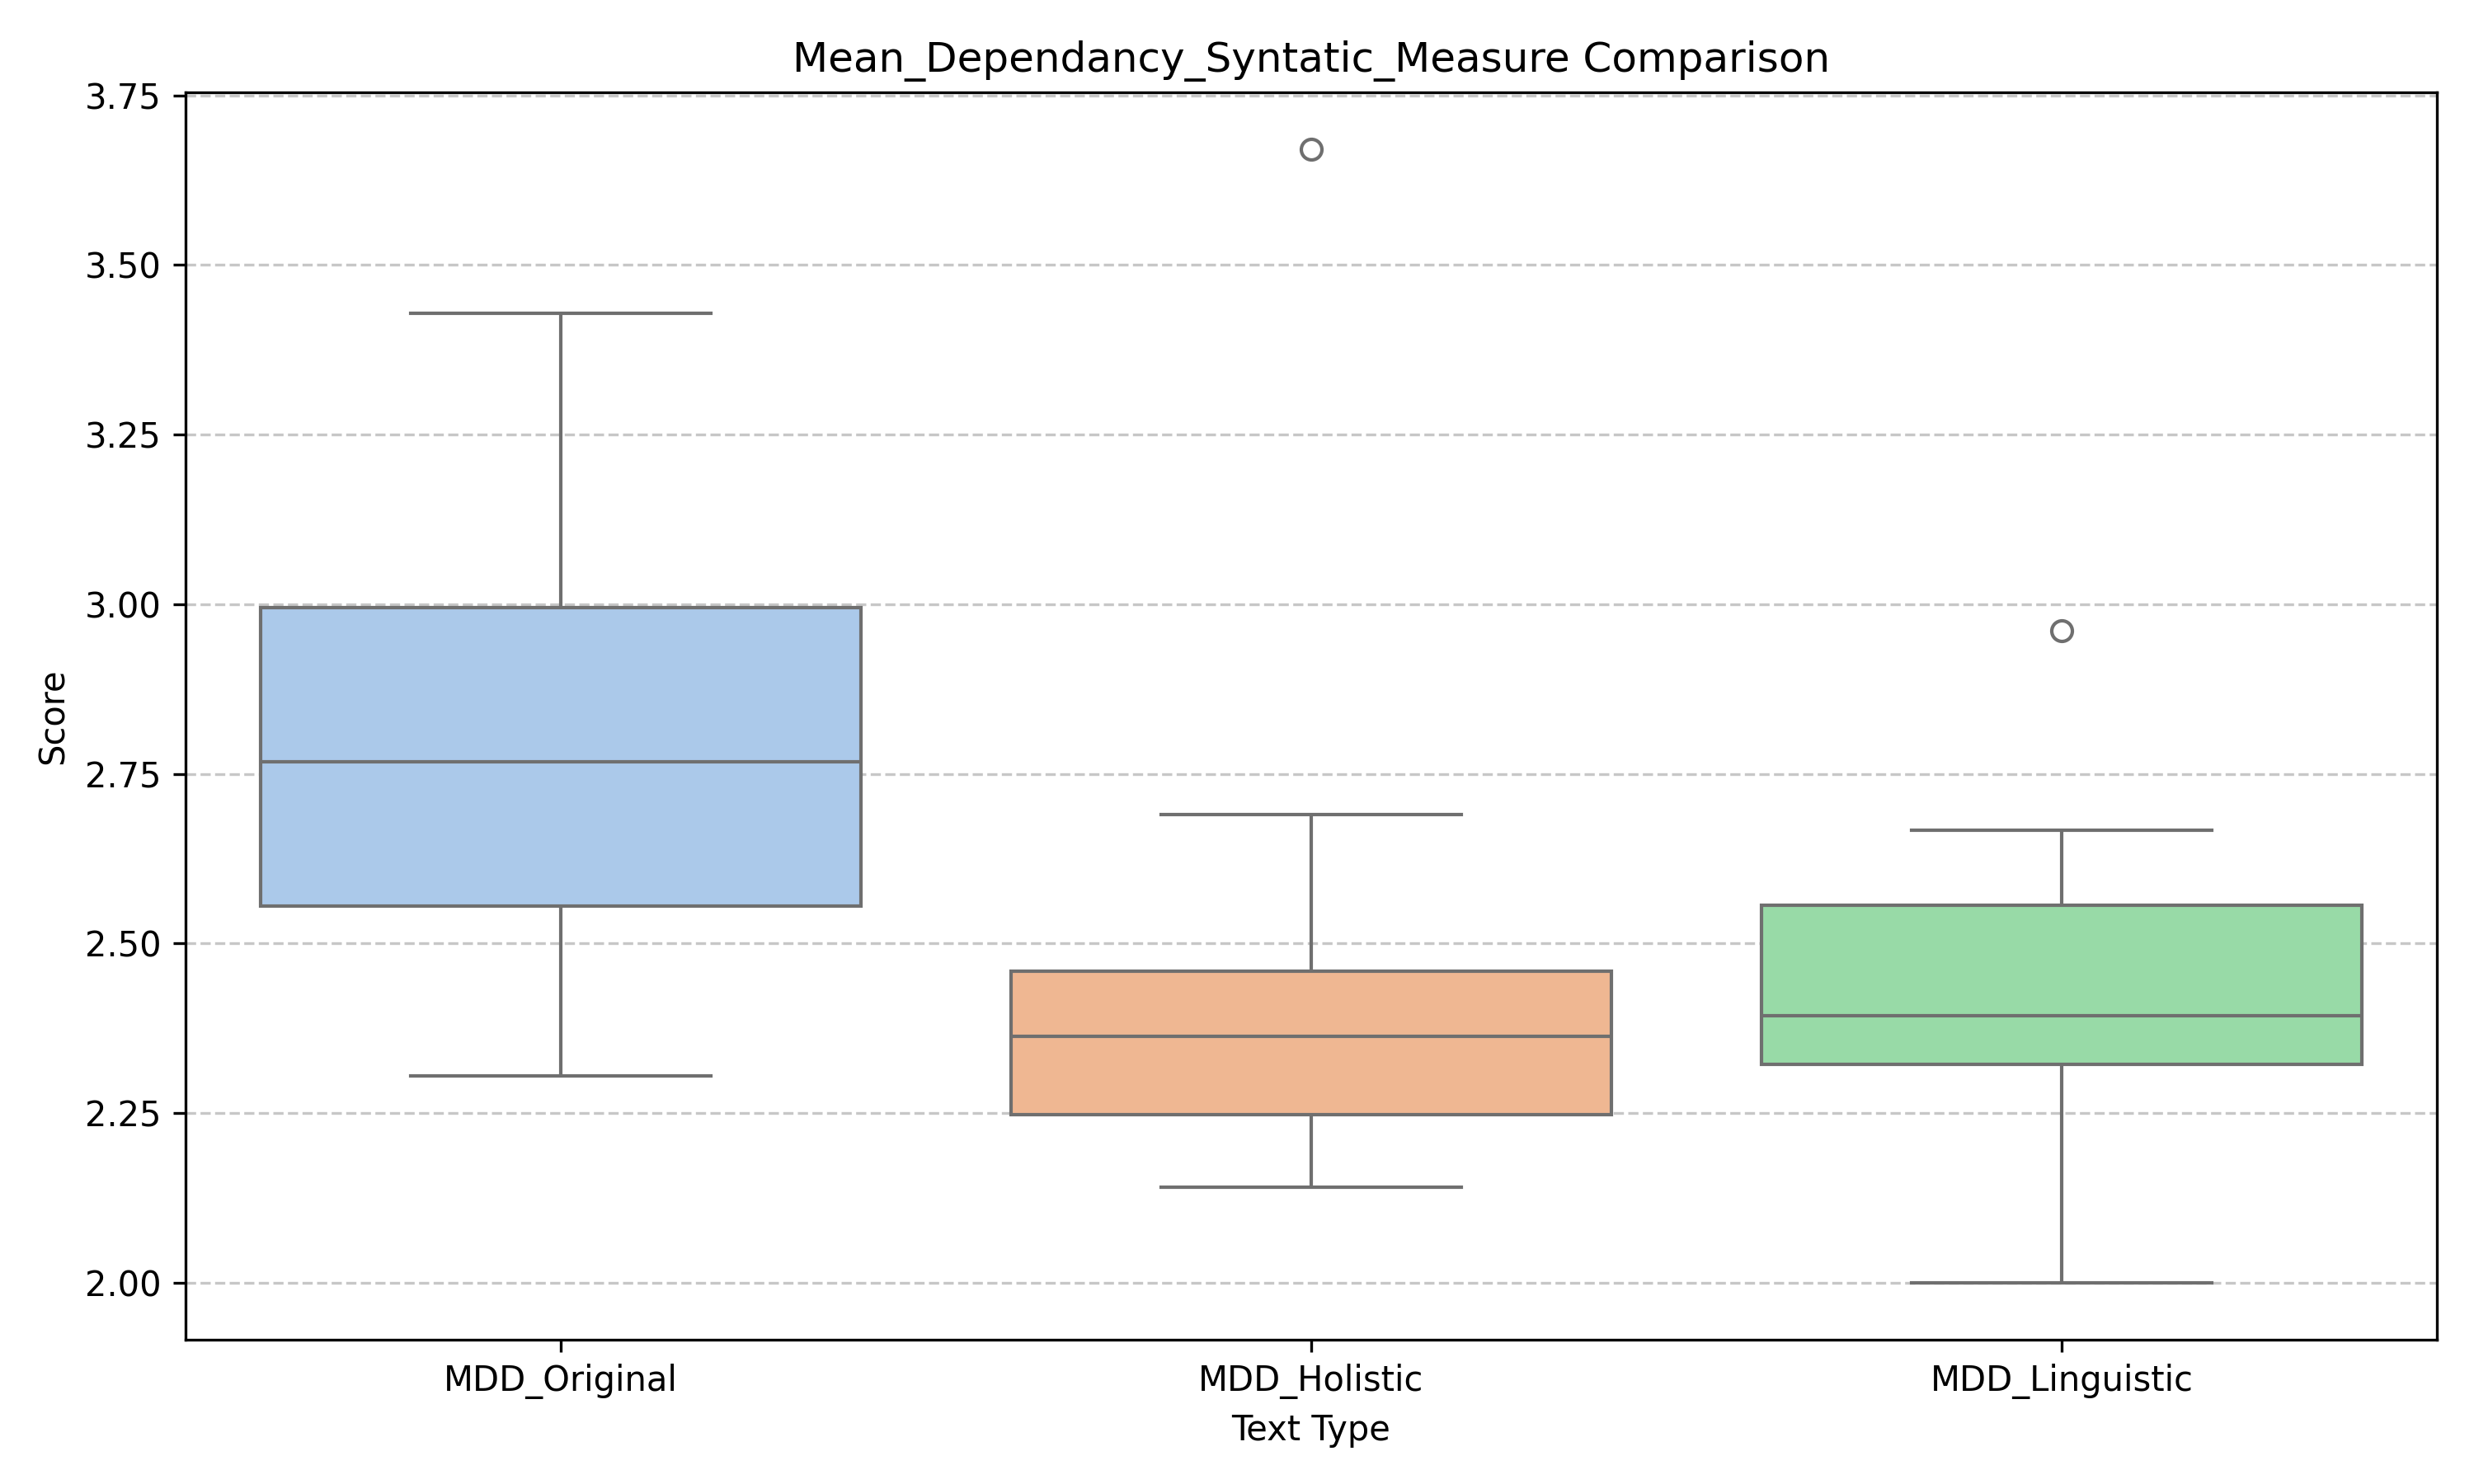 Mean_Dependancy_Syntatic_Measure Comparison
3.75
3.50
3.25
3.00
2.75
2.50
2.25
2.00
Score
MDD_Original
MDD_Holistic
MDD_Linguistic
Text Type